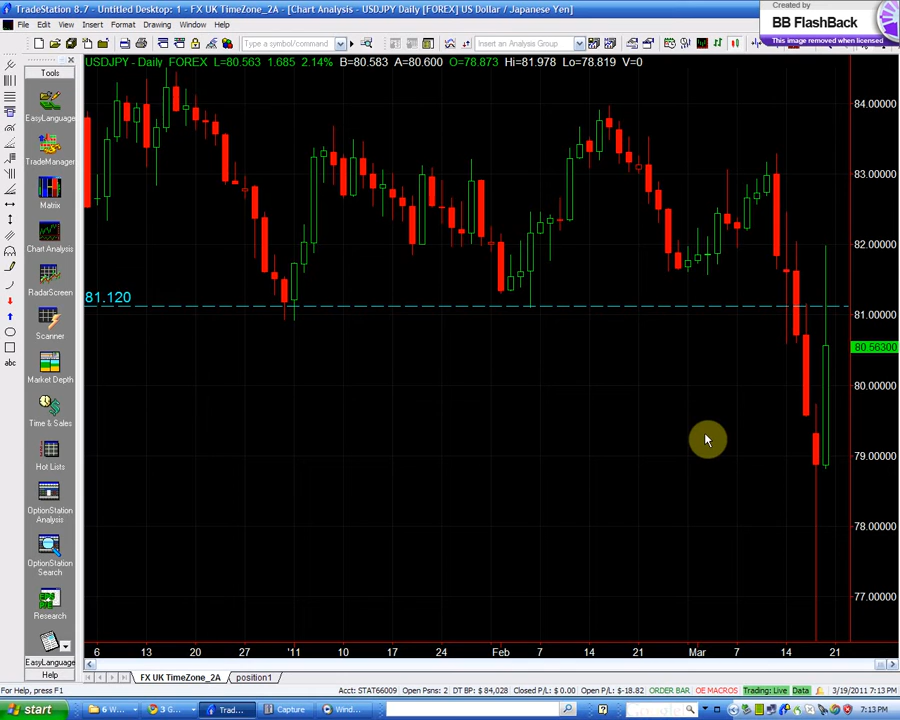 TradeStation 8.7 - Untitled Desktop: 1 - FX UK TimeZone_2A - [Chart Analysis - USDJPY Daily [FOREX] US Dollar / Japanese Yen]
Created by
BB FlashBack
This image removed when licensed
File Edit View Insert Format Drawing Window Help
Type a symbol/command
Insert an Analysis Group
Tools
EasyLanguage
TradeManager
Matrix
Chart Analysis
RadarScreen
Scanner
Market Depth
Time & Sales
Hot Lists
OptionStation
Analysis
OptionStation
Search
Research
EasyLanguage
Help
abc
USDJPY - Daily FOREX L=80.563 1.685 2.14% B=80.583 A=80.600 O=78.873 Hi=81.978 Lo=78.819 V=0
84.00000
83.00000
82.00000
81.120
81.00000
80.56300
80.00000
79.00000
78.00000
77.00000
6 13 20 27 '11 10 17 24 Feb 7 14 21 Mar 7 14 21
FX UK TimeZone_2A position1
For Help, press F1
Acct: STAT66009 Open Psns: 2 DT BP: $ 84,028 Closed P/L: $ 0.00 Open P/L: $ -18.82 ORDER BAR OE MACROS Trading: Live Data 3/19/2011 7:13 PM
start 6 W... 3 G... Trad... Capture Wind... 7:13 PM